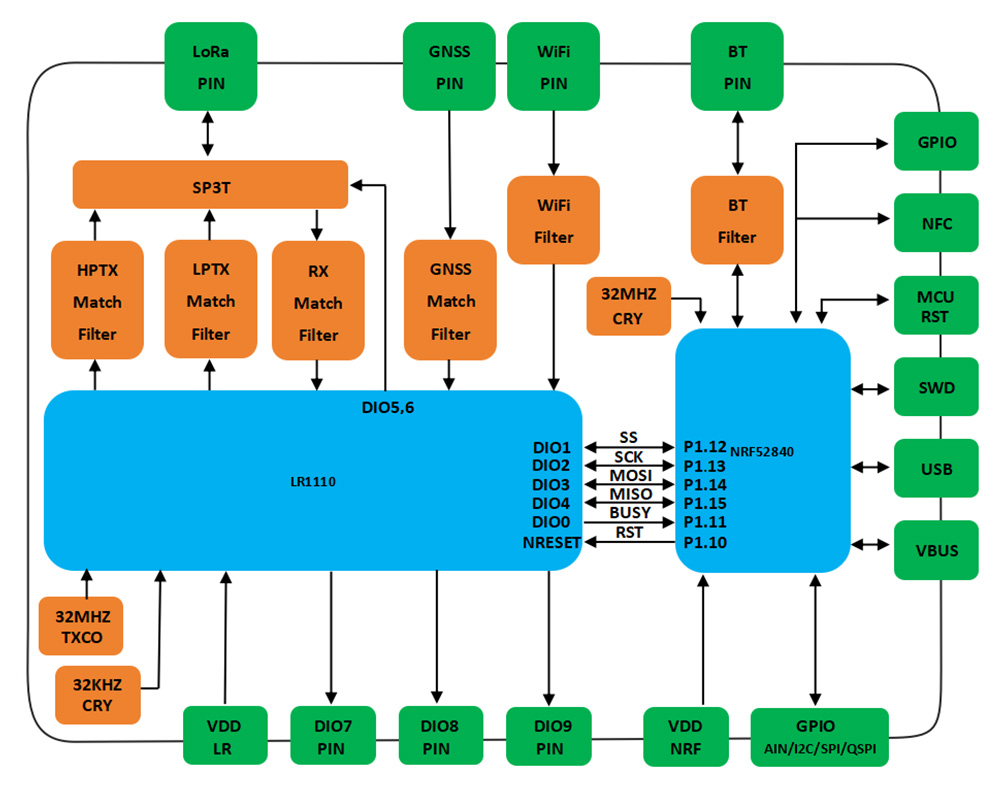 LoRa
PIN
GNSS
PIN
WiFi
PIN
BT
PIN
GPIO
SP3T
WiFi
Filter
BT
Filter
NFC
HPTX
Match
Filter
LPTX
Match
Filter
RX
Match
Filter
GNSS
Match
Filter
32MHZ
CRY
MCU
RST
SWD
DIO5,6
LR1110
DIO1
SS
P1.12
NRF52840
DIO2
SCK
P1.13
DIO3
MOSI
P1.14
DIO4
MISO
P1.15
DIO0
BUSY
P1.11
NRESET
RST
P1.10
USB
VBUS
32MHZ
TXCO
32KHZ
CRY
VDD
LR
DIO7
PIN
DIO8
PIN
DIO9
PIN
VDD
NRF
GPIO
AIN/I2C/SPI/QSPI